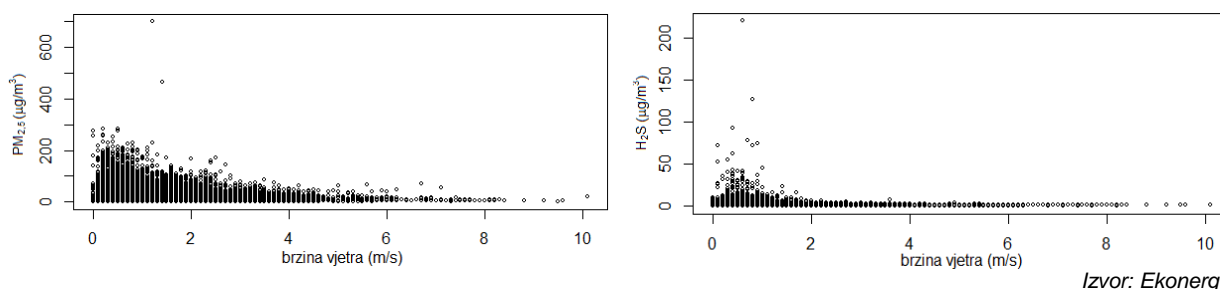 PM2,5 (µg/m³)
0 200 400 600
0 2 4 6 8 10
brzina vjetra (m/s)
H2S (µg/m³)
0 50 100 150 200
0 2 4 6 8 10
brzina vjetra (m/s)
Izvor: Ekonerg